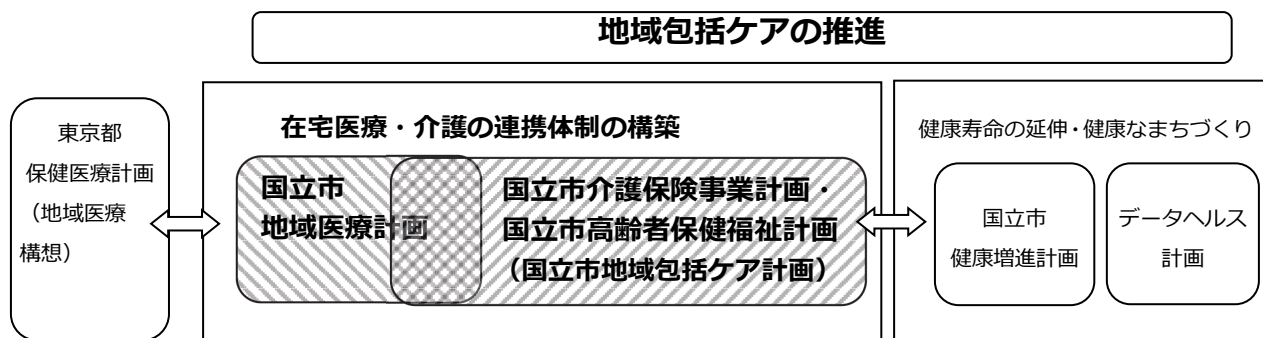 地域包括ケアの推進
東京都
保健医療計画
（地域医療
構想）
在宅医療・介護の連携体制の構築
国立市
地域医療計画
国立市介護保険事業計画・
国立市高齢者保健福祉計画
（国立市地域包括ケア計画）
健康寿命の延伸・健康なまちづくり
国立市
健康増進計画
データヘルス
計画